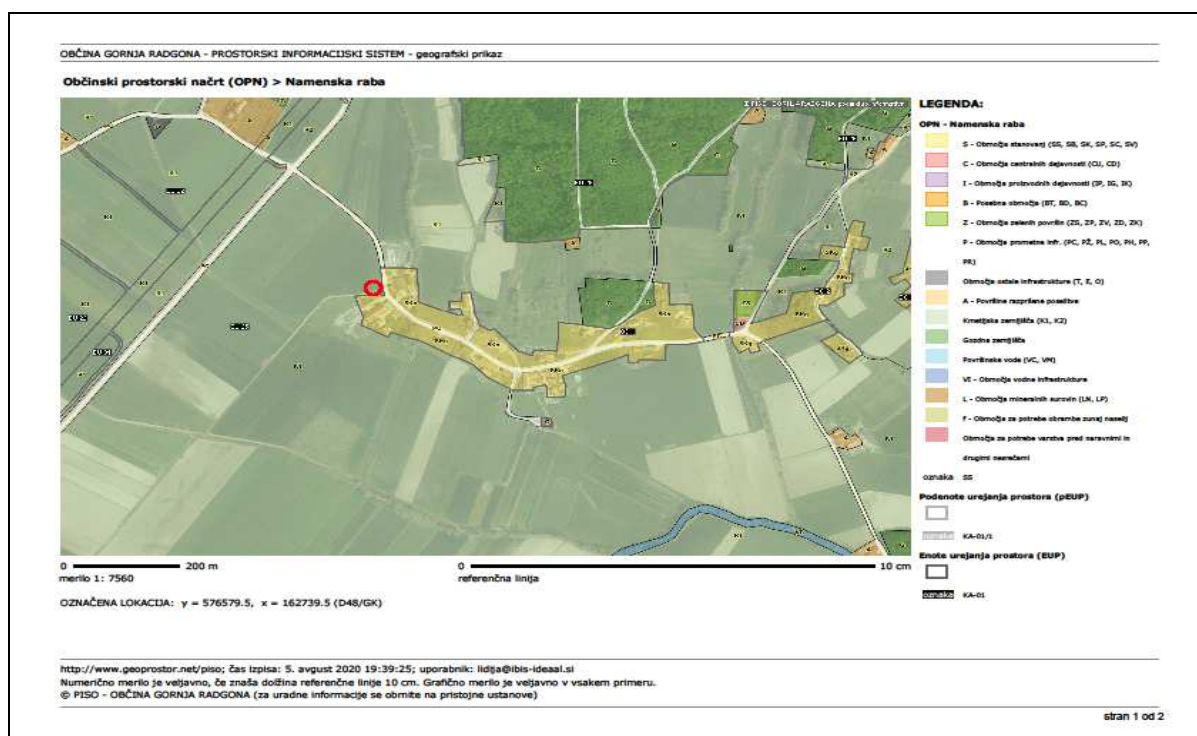 OBČINA GORNJA RADGONA - PROSTORSKI INFORMACIJSKI SISTEM - geografski prikaz
Občinski prostorski načrt (OPN) > Namenska raba
LEGENDA:
OPN - Namenska raba
S - Območja stanovanj (SS, SB, SK, SP, SC, SV)
C - Območja centralnih dejavnosti (CU, CD)
I - Območja proizvodnih dejavnosti (IP, IG, IK)
B - Posebna območja (BT, BD, BC)
Z - Območja zelenih površin (ZS, ZP, ZV, ZD, ZK)
P - Območja prometne infr. (PC, PŽ, PL, PO, PH, PP,
PR)
Območja ostale infrastrukture (T, E, O)
A - Površine razpršene poselitve
Kmetijska zemljišča (K1, K2)
Gozdna zemljišča
Površinske vode (VC, VM)
VI - Območja vodne infrastrukture
L - Območja mineralnih surovin (LN, LP)
f - Območja za potrebe obrambe zunaj naselij
Območja za potrebe varstva pred naravnimi in
drugimi nesrečami
oznaka SS
Podenote urejanja prostora (pEUP)
oznaka KA-01/1
Enote urejanja prostora (EUP)
oznaka KA-01
0 200 m
merilo 1: 7560
0 10 cm
referenčna linija
OZNAČENA LOKACIJA: y = 576579.5, x = 162739.5 (D48/GK)
http://www.geoprostor.net/piso; čas izpisa: 5. avgust 2020 19:39:25; uporabnik: lidija@ibis-ideaal.si
Numerično merilo je veljavno, če znaša dolžina referenčne linije 10 cm. Grafično merilo je veljavno v vsakem primeru.
© PISO - OBČINA GORNJA RADGONA (za uradne informacije se obrnite na pristojne ustanove)
stran 1 od 2